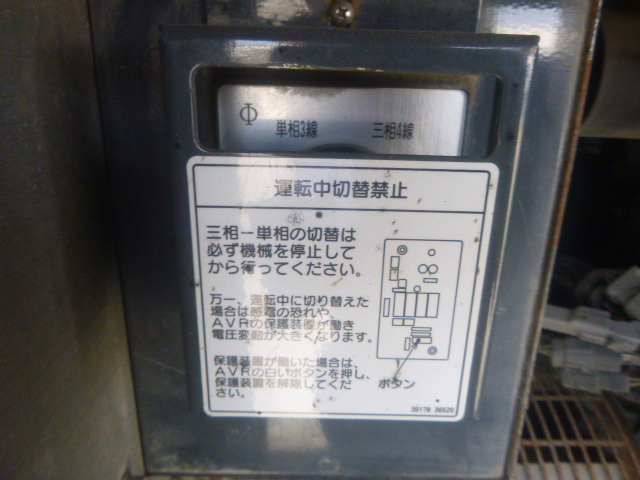 Φ
単相3線 三相4線
運転中切替禁止
三相－単相の切替は
必ず機械を停止して
から行ってください。
万一、運転中に切り替えた
場合は感電の恐れや、
AVRの保護装置が働き
電圧変動が大きくなります。
保護装置が働いた場合は、
AVRの白いボタンを押し、
保護装置を解除してくだ
さい。
ボタン
39178 36500